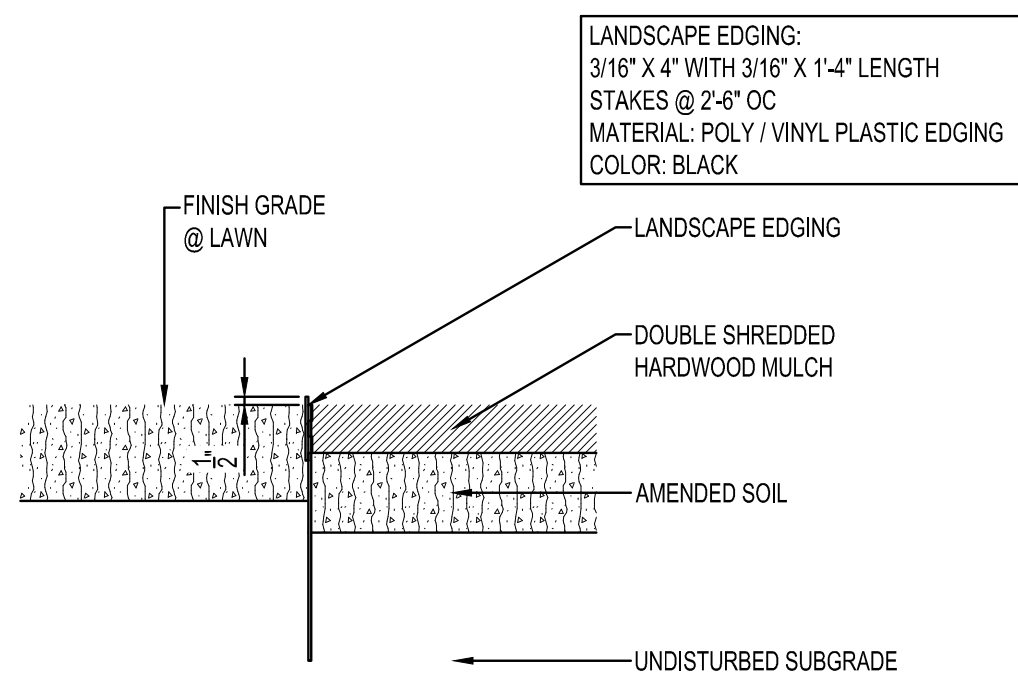 LANDSCAPE EDGING:
3/16" X 4" WITH 3/16" X 1'-4" LENGTH
STAKES @ 2'-6" OC
MATERIAL: POLY / VINYL PLASTIC EDGING
COLOR: BLACK
FINISH GRADE
@ LAWN
LANDSCAPE EDGING
DOUBLE SHREDDED
HARDWOOD MULCH
1/2"
AMENDED SOIL
UNDISTURBED SUBGRADE